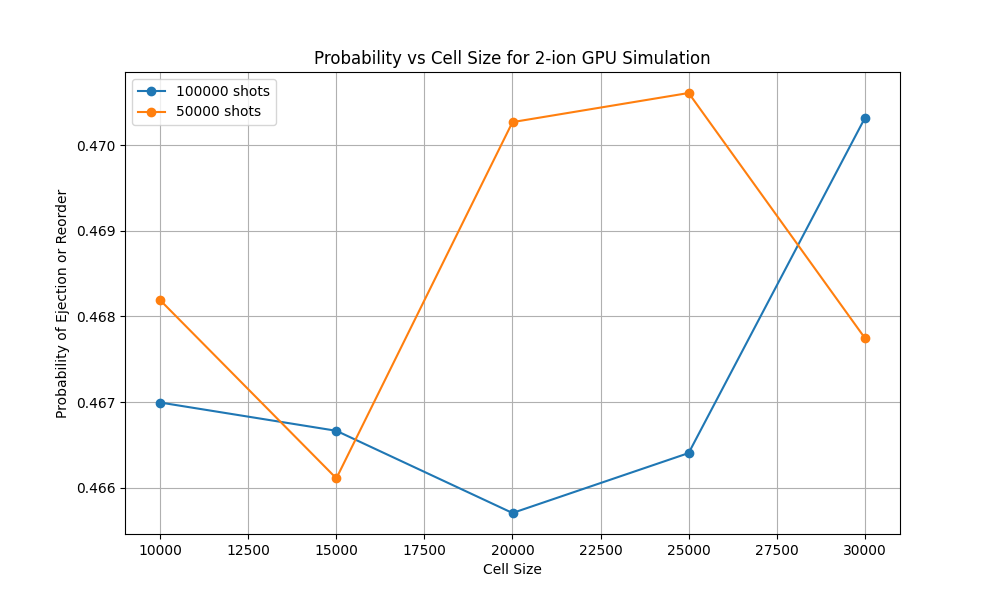 Probability vs Cell Size for 2-ion GPU Simulation
100000 shots
50000 shots
Probability of Ejection or Reorder
0.470
0.469
0.468
0.467
0.466
10000 12500 15000 17500 20000 22500 25000 27500 30000
Cell Size